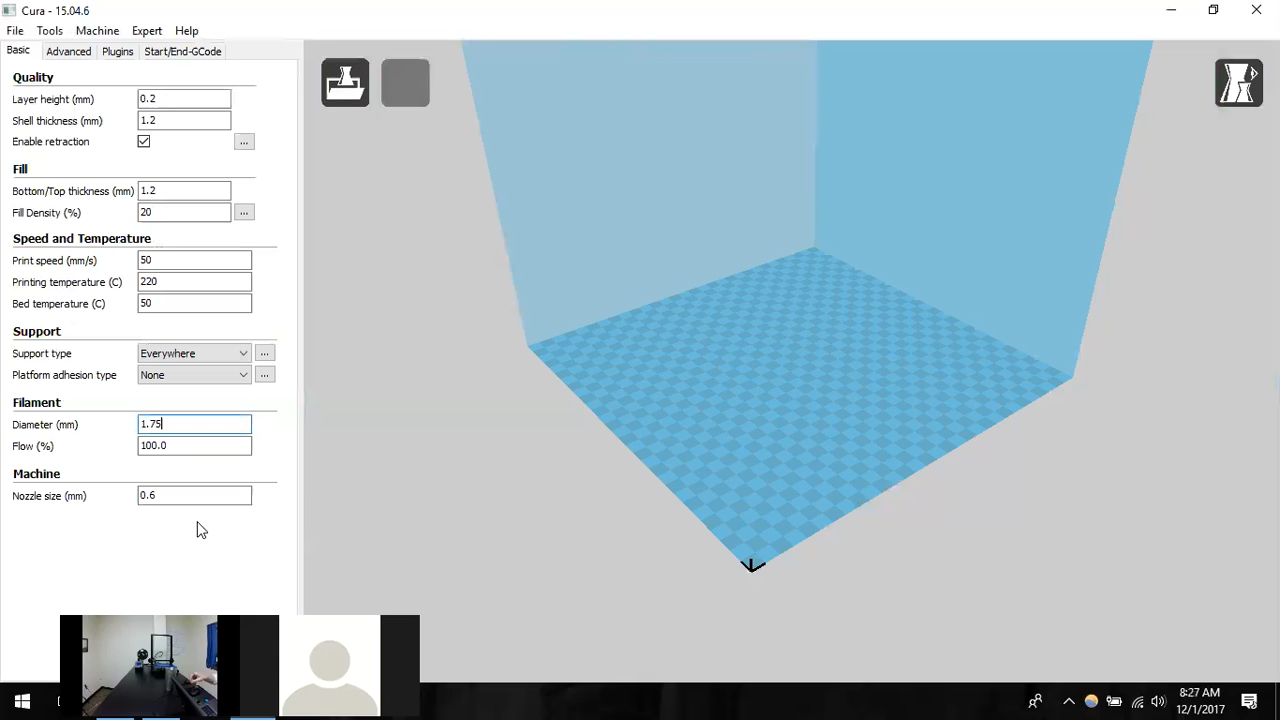 Cura - 15.04.6
File Tools Machine Expert Help
Basic Advanced Plugins Start/End-GCode
Quality
Layer height (mm) 0.2
Shell thickness (mm) 1.2
Enable retraction ...
Fill
Bottom/Top thickness (mm) 1.2
Fill Density (%) 20 ...
Speed and Temperature
Print speed (mm/s) 50
Printing temperature (C) 220
Bed temperature (C) 50
Support
Support type Everywhere ...
Platform adhesion type None ...
Filament
Diameter (mm) 1.75
Flow (%) 100.0
Machine
Nozzle size (mm) 0.6
8:27 AM
12/1/2017